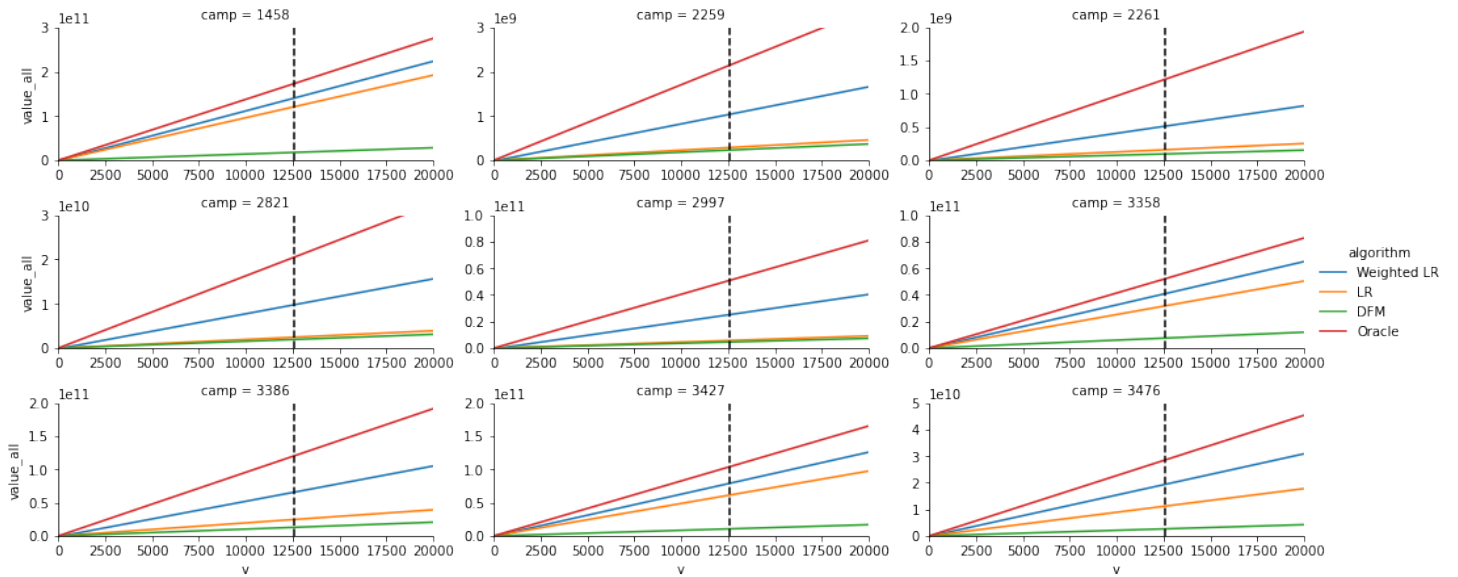 camp = 1458
1e11
value_all
3
2
1
0
0 2500 5000 7500 10000 12500 15000 17500 20000
camp = 2259
1e9
3
2
1
0
0 2500 5000 7500 10000 12500 15000 17500 20000
camp = 2261
1e9
2.0
1.5
1.0
0.5
0.0
0 2500 5000 7500 10000 12500 15000 17500 20000
camp = 2821
1e10
value_all
3
2
1
0
0 2500 5000 7500 10000 12500 15000 17500 20000
camp = 2997
1e11
1.0
0.8
0.6
0.4
0.2
0.0
0 2500 5000 7500 10000 12500 15000 17500 20000
camp = 3358
1e11
1.0
0.8
0.6
0.4
0.2
0.0
0 2500 5000 7500 10000 12500 15000 17500 20000
algorithm
Weighted LR
LR
DFM
Oracle
camp = 3386
1e11
value_all
2.0
1.5
1.0
0.5
0.0
0 2500 5000 7500 10000 12500 15000 17500 20000
v
camp = 3427
1e11
2.0
1.5
1.0
0.5
0.0
0 2500 5000 7500 10000 12500 15000 17500 20000
v
camp = 3476
1e10
5
4
3
2
1
0
0 2500 5000 7500 10000 12500 15000 17500 20000
v